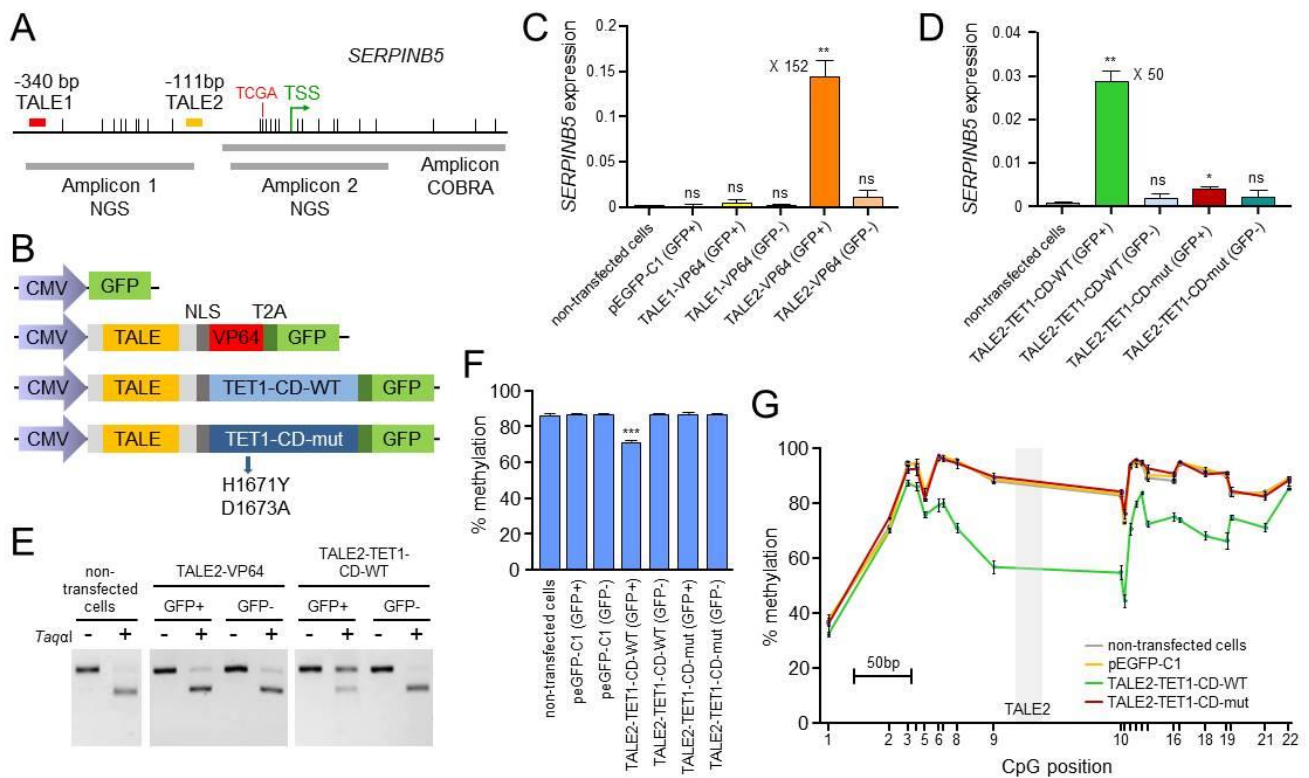 A
SERPINB5
-340 bp
TALE1
-111bp
TALE2
TCGA
TSS
Amplicon 1
NGS
Amplicon 2
NGS
Amplicon
COBRA
B
CMV
GFP
NLS
T2A
CMV
TALE
VP64
GFP
CMV
TALE
TET1-CD-WT
GFP
CMV
TALE
TET1-CD-mut
GFP
H1671Y
D1673A
C
SERPINB5 expression
0.2
0.15
0.1
0.05
0
ns
ns
ns
X 152
**
ns
non-transfected cells
pEGFP-C1 (GFP+)
TALE1-VP64 (GFP+)
TALE1-VP64 (GFP-)
TALE2-VP64 (GFP+)
TALE2-VP64 (GFP-)
D
SERPINB5 expression
0.06
0.04
0.02
0.01
0
**
X 50
ns
*
ns
non-transfected cells
TALE2-TET1-CD-WT (GFP+)
TALE2-TET1-CD-WT (GFP-)
TALE2-TET1-CD-mut (GFP+)
TALE2-TET1-CD-mut (GFP-)
E
non-
transfected
cells
TALE2-VP64
TALE2-TET1-
CD-WT
GFP+
GFP-
GFP+
GFP-
TaqαI
-
+
-
+
-
+
-
+
-
+
F
% methylation
100
80
60
40
20
0
***
non-transfected cells
peGFP-C1 (GFP+)
peGFP-C1 (GFP-)
TALE2-TET1-CD-WT (GFP+)
TALE2-TET1-CD-WT (GFP-)
TALE2-TET1-CD-mut (GFP+)
TALE2-TET1-CD-mut (GFP-)
G
% methylation
100
80
60
40
20
0
50bp
TALE2
non-transfected cells
pEGFP-C1
TALE2-TET1-CD-WT
TALE2-TET1-CD-mut
1
2
3
5
6
8
9
10
16
18
19
21
22
CpG position